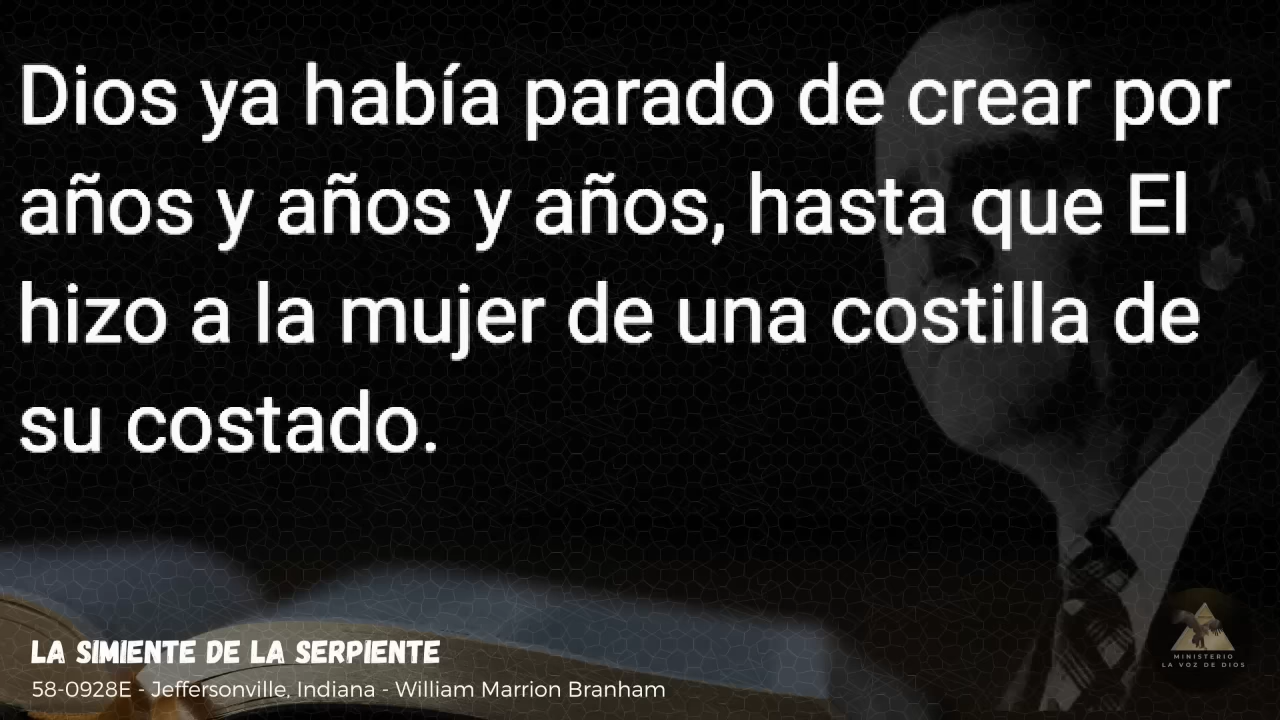 Dios ya había parado de crear por
años y años y años, hasta que El
hizo a la mujer de una costilla de
su costado.
LA SIMIENTE DE LA SERPIENTE
58-0928E - Jeffersonville, Indiana - William Marrion Branham
MINISTERIO
LA VOZ DE DIOS